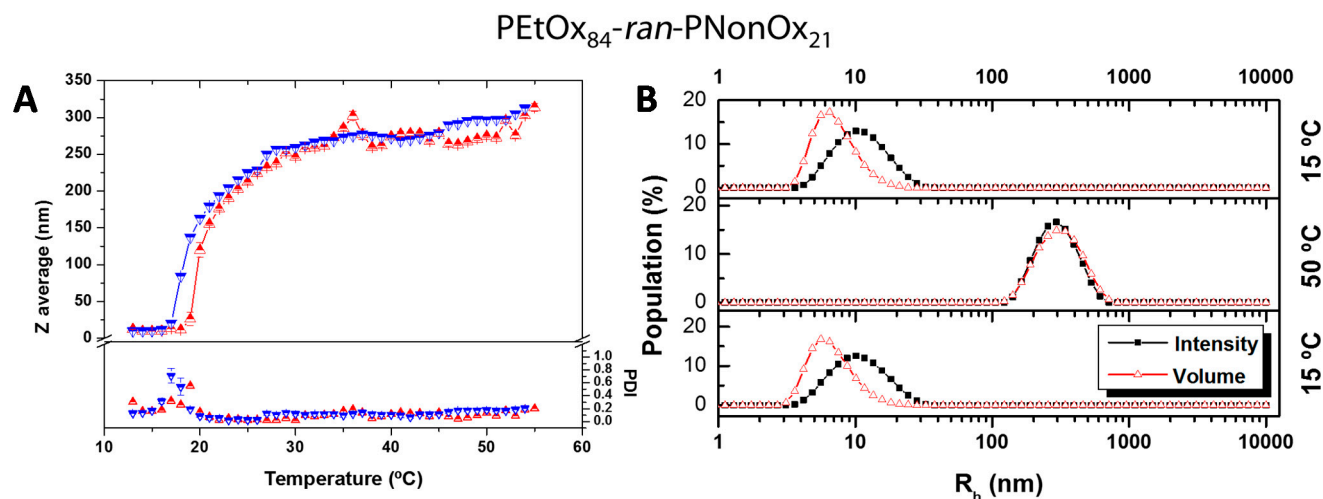 PEtOx84-ran-PNonOx21
A
350
300
250
200
150
100
50
0
Z average (nm)
1.0
0.8
0.6
0.4
0.2
0.0
PDI
10 20 30 40 50 60
Temperature (ºC)
B
1 10 100 1000 10000
20
10
0
15 ºC
20
10
0
50 ºC
20
10
0
15 ºC
Population (%)
Intensity
Volume
1 10 100 1000 10000
Rh (nm)